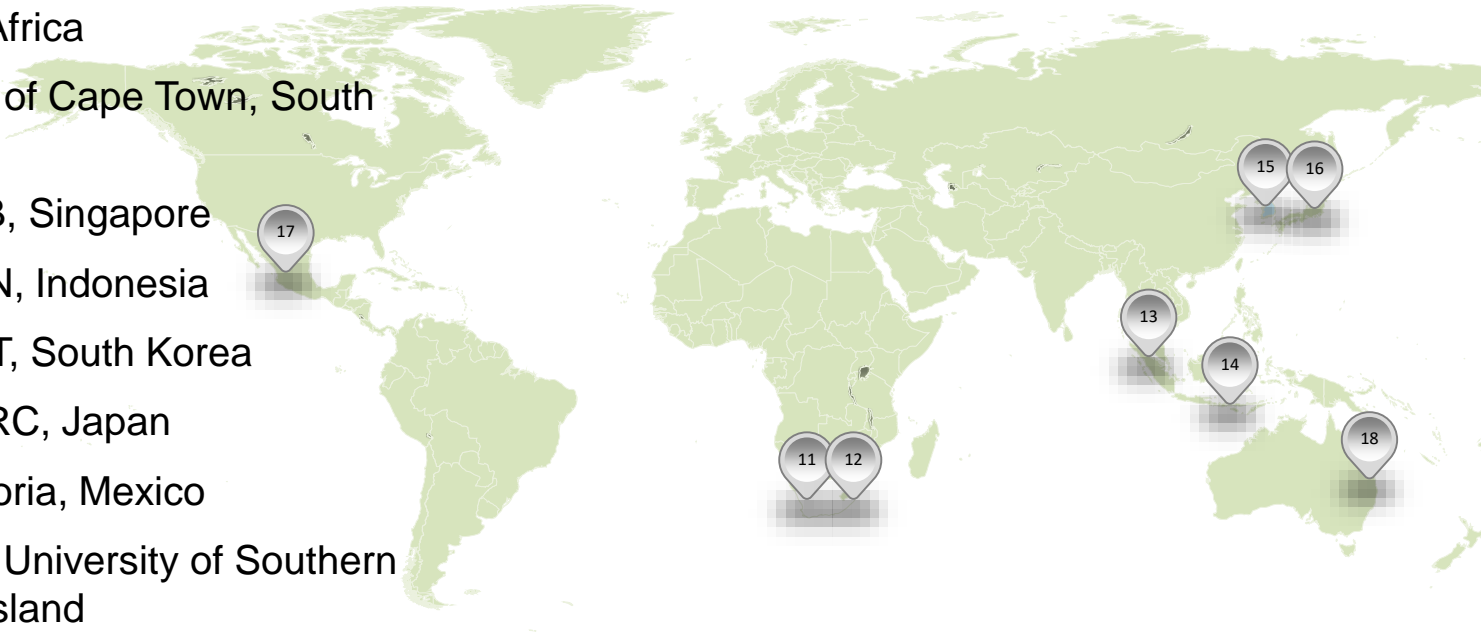 Africa
of Cape Town, South
, Singapore
N, Indonesia
T, South Korea
RC, Japan
oria, Mexico
University of Southern
sland
15 16
17
13
14
18
11 12